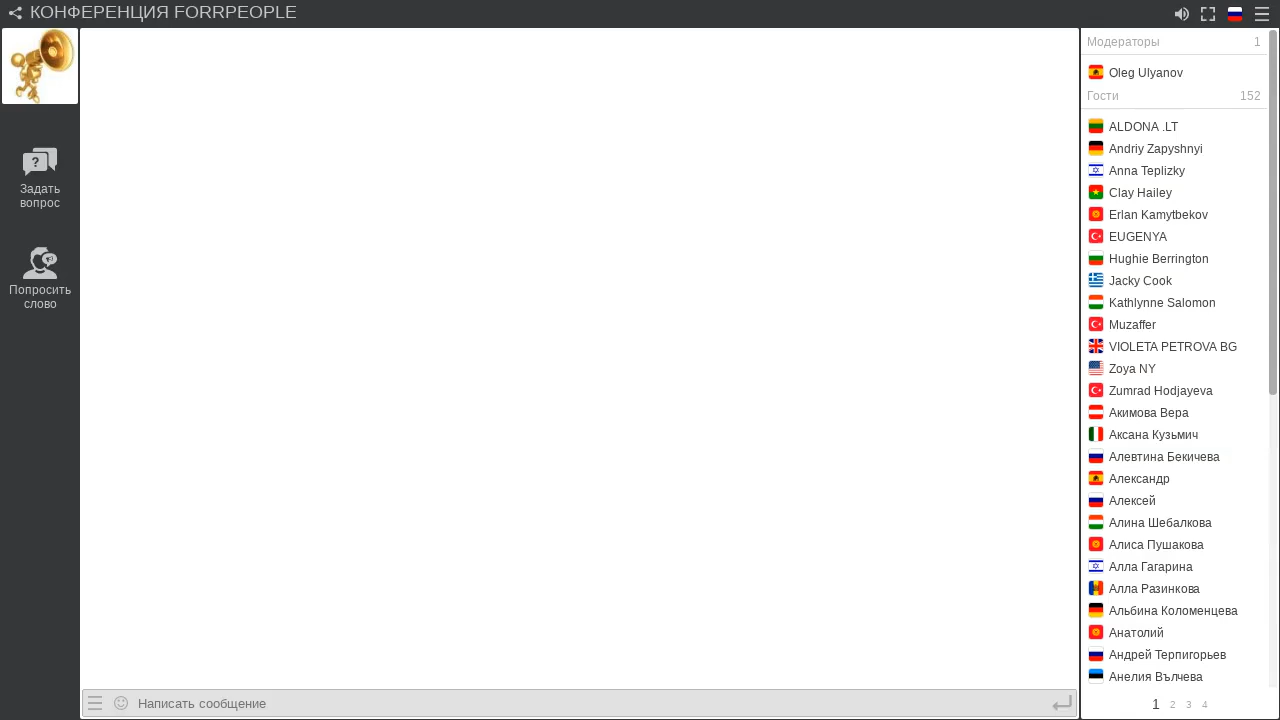 КОНФЕРЕНЦИЯ FORRPEOPLE
Задать
вопрос
Попросить
слово
Написать сообщение
Модераторы 1
Oleg Ulyanov
Гости 152
ALDONA .LT
Andriy Zapyshnyi
Anna Teplizky
Clay Hailey
Erlan Kamytbekov
EUGENYA
Hughie Berrington
Jacky Cook
Kathlynne Salomon
Muzaffer
VIOLETA PETROVA BG
Zoya NY
Zumrad Hodjayeva
Акимова Вера
Аксана Кузьмич
Алевтина Бекичева
Александр
Алексей
Алина Шебалкова
Алиса Пушакова
Алла Гагарина
Алла Разинкова
Альбина Коломенцева
Анатолий
Андрей Терпигорьев
Анелия Вълчева
1 2 3 4